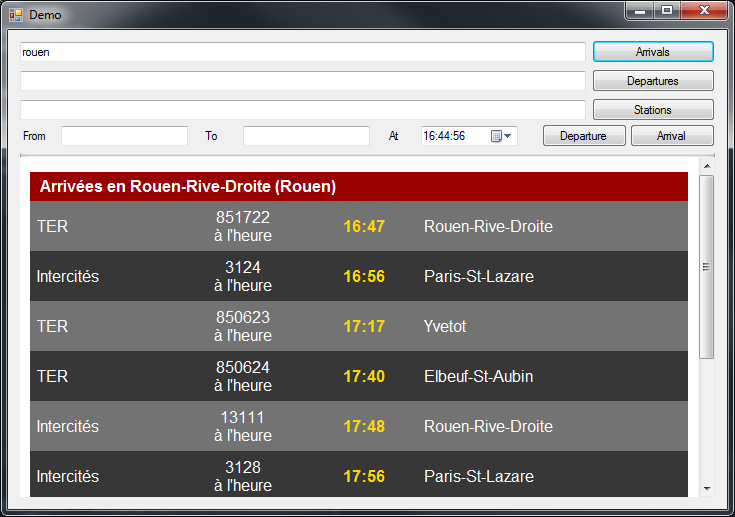 Demo
rouen
Arrivals
Departures
Stations
From To At 16:44:56 Departure Arrival
Arrivées en Rouen-Rive-Droite (Rouen)
TER 851722 à l'heure 16:47 Rouen-Rive-Droite
Intercités 3124 à l'heure 16:56 Paris-St-Lazare
TER 850623 à l'heure 17:17 Yvetot
TER 850624 à l'heure 17:40 Elbeuf-St-Aubin
Intercités 13111 à l'heure 17:48 Rouen-Rive-Droite
Intercités 3128 à l'heure 17:56 Paris-St-Lazare